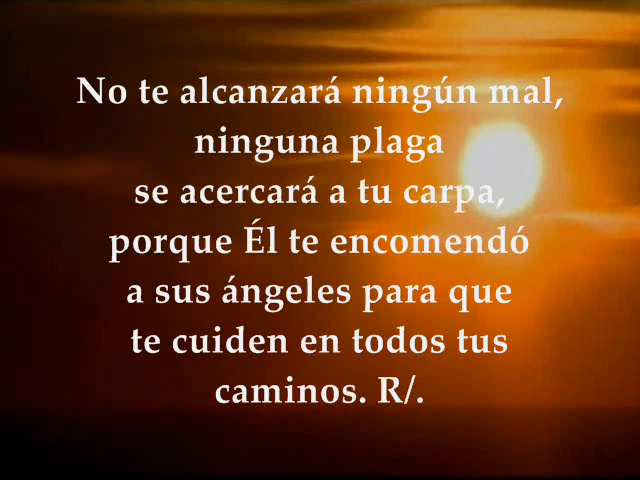 No te alcanzará ningún mal,
ninguna plaga
se acercará a tu carpa,
porque Él te encomendó
a sus ángeles para que
te cuiden en todos tus
caminos. R/.